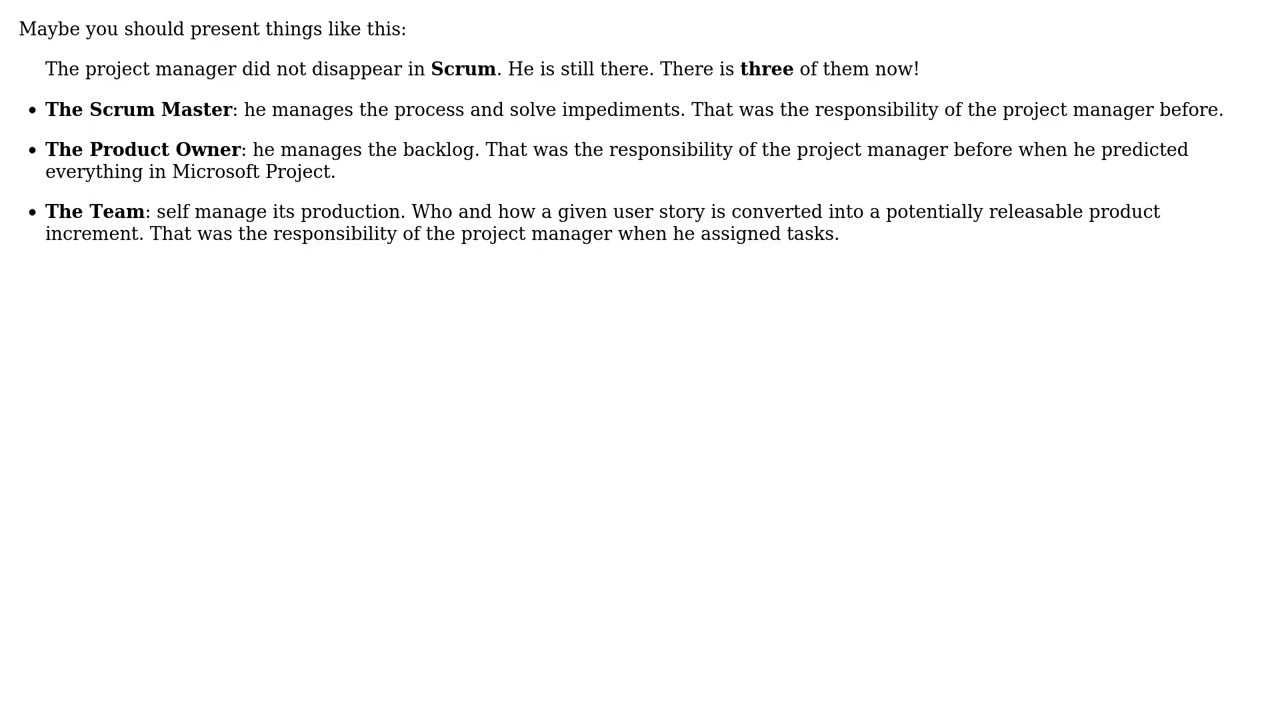 Maybe you should present things like this:
The project manager did not disappear in Scrum. He is still there. There is three of them now!
• The Scrum Master: he manages the process and solve impediments. That was the responsibility of the project manager before.
• The Product Owner: he manages the backlog. That was the responsibility of the project manager before when he predicted
everything in Microsoft Project.
• The Team: self manage its production. Who and how a given user story is converted into a potentially releasable product
increment. That was the responsibility of the project manager when he assigned tasks.